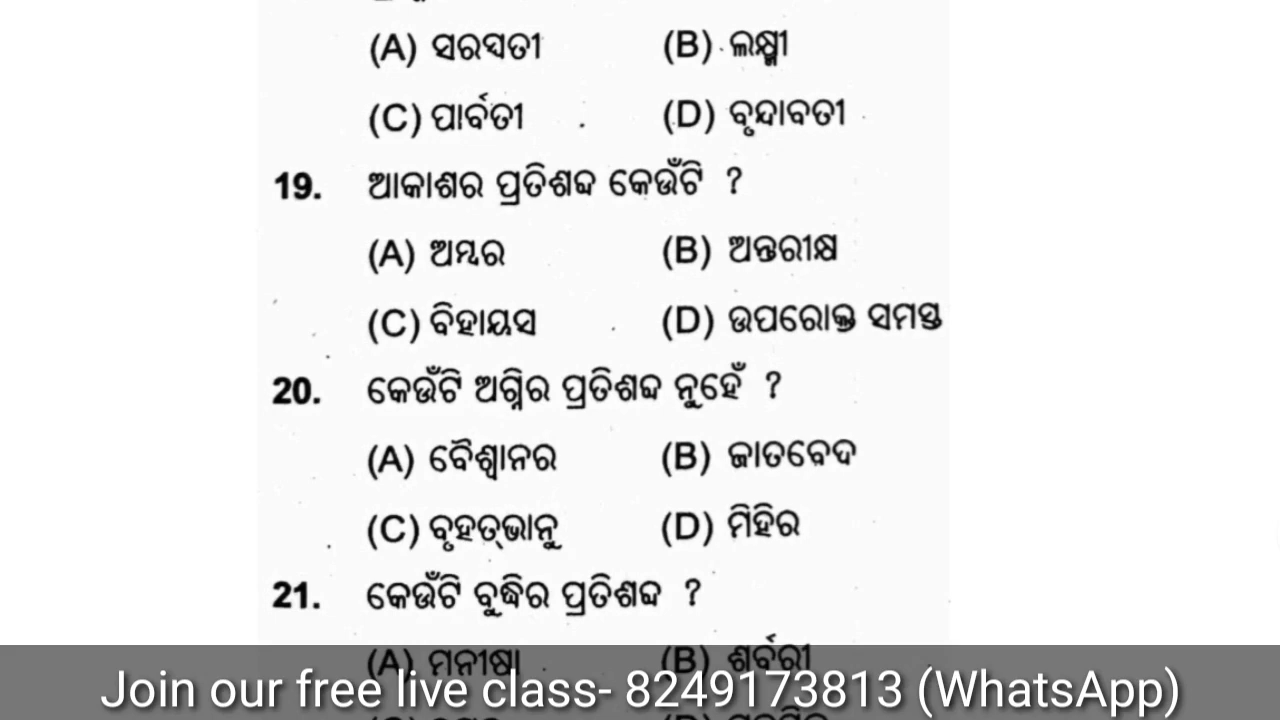 (A) ସରସ୍ଵତୀ (B) ଲକ୍ଷ୍ମୀ
(C) ପାର୍ବତୀ (D) ବୃନ୍ଦାବତୀ
19. ଆକାଶର ପ୍ରତିଶବ୍ଦ କେଉଁଟି ?
(A) ଅମ୍ବର (B) ଅନ୍ତରୀକ୍ଷ
(C) ବିହାୟସ (D) ଉପରୋକ୍ତ ସମସ୍ତ
20. କେଉଁଟି ଅଗ୍ନିର ପ୍ରତିଶବ୍ଦ ନୁହେଁ ?
(A) ବୈଶ୍ୱାନର (B) ଜାତବେଦ
(C) ବୃହତ୍‌ଭାନୁ (D) ମିହିର
21. କେଉଁଟି ବୁଦ୍ଧିର ପ୍ରତିଶବ୍ଦ ?
(A) ମନୀଷା (B) ଶର୍ବରୀ
Join our free live class- 8249173813 (WhatsApp)